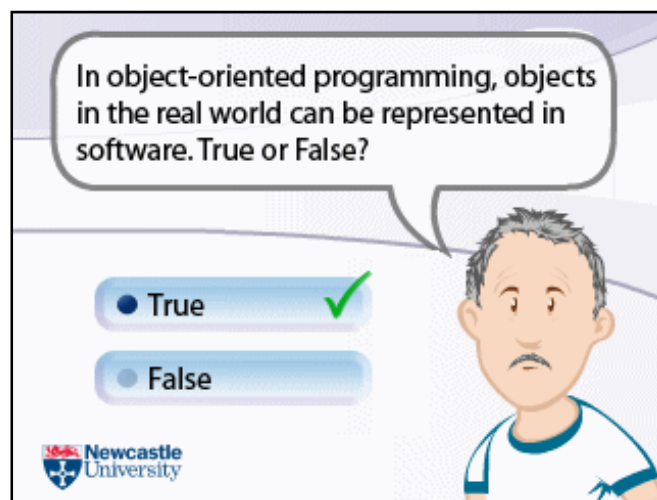 In object-oriented programming, objects
in the real world can be represented in
software. True or False?
True
False
Newcastle
University